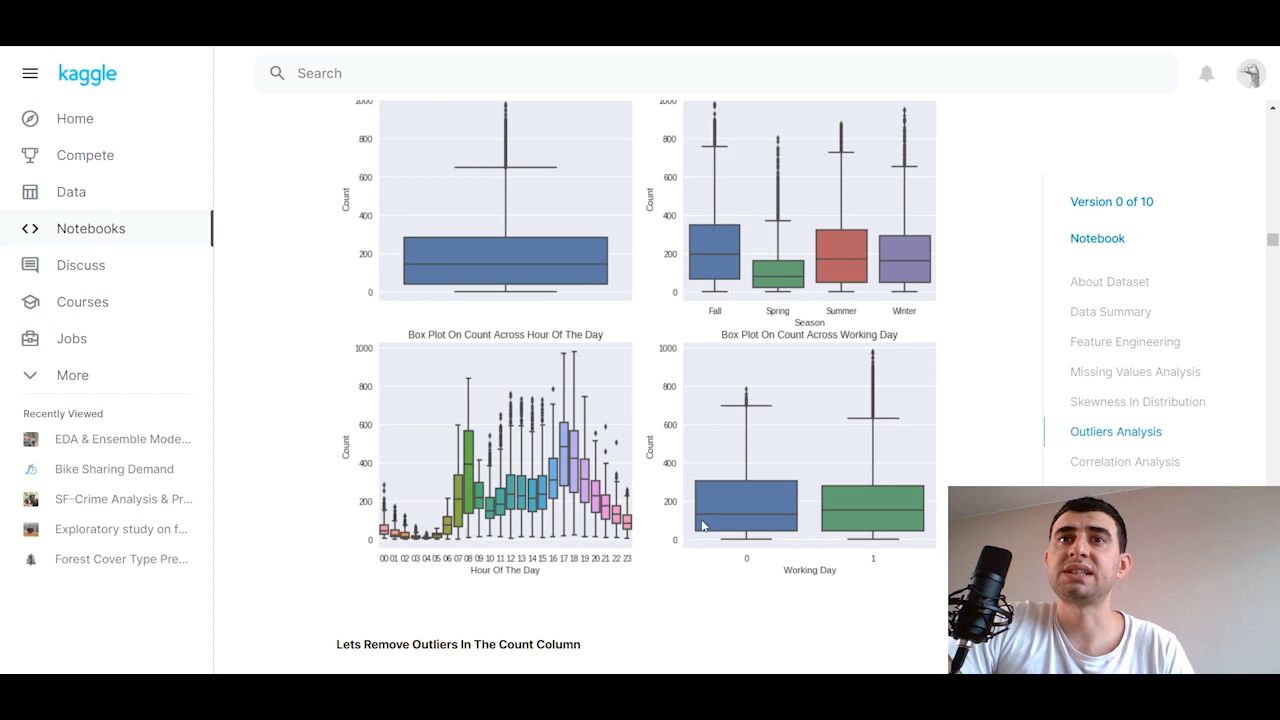 kaggle
Search
Home
Compete
Data
Notebooks
Discuss
Courses
Jobs
More
Recently Viewed
EDA & Ensemble Mode...
Bike Sharing Demand
SF-Crime Analysis & Pr...
Exploratory study on f...
Forest Cover Type Pre...
1000
800
600
400
200
0
Count
1000
800
600
400
200
0
Count
Fall Spring Summer Winter
Season
Box Plot On Count Across Hour Of The Day
1000
800
600
400
200
0
Count
00 01 02 03 04 05 06 07 08 09 10 11 12 13 14 15 16 17 18 19 20 21 22 23
Hour Of The Day
Box Plot On Count Across Working Day
1000
800
600
400
200
0
Count
0 1
Working Day
Lets Remove Outliers In The Count Column
Version 0 of 10
Notebook
About Dataset
Data Summary
Feature Engineering
Missing Values Analysis
Skewness In Distribution
Outliers Analysis
Correlation Analysis